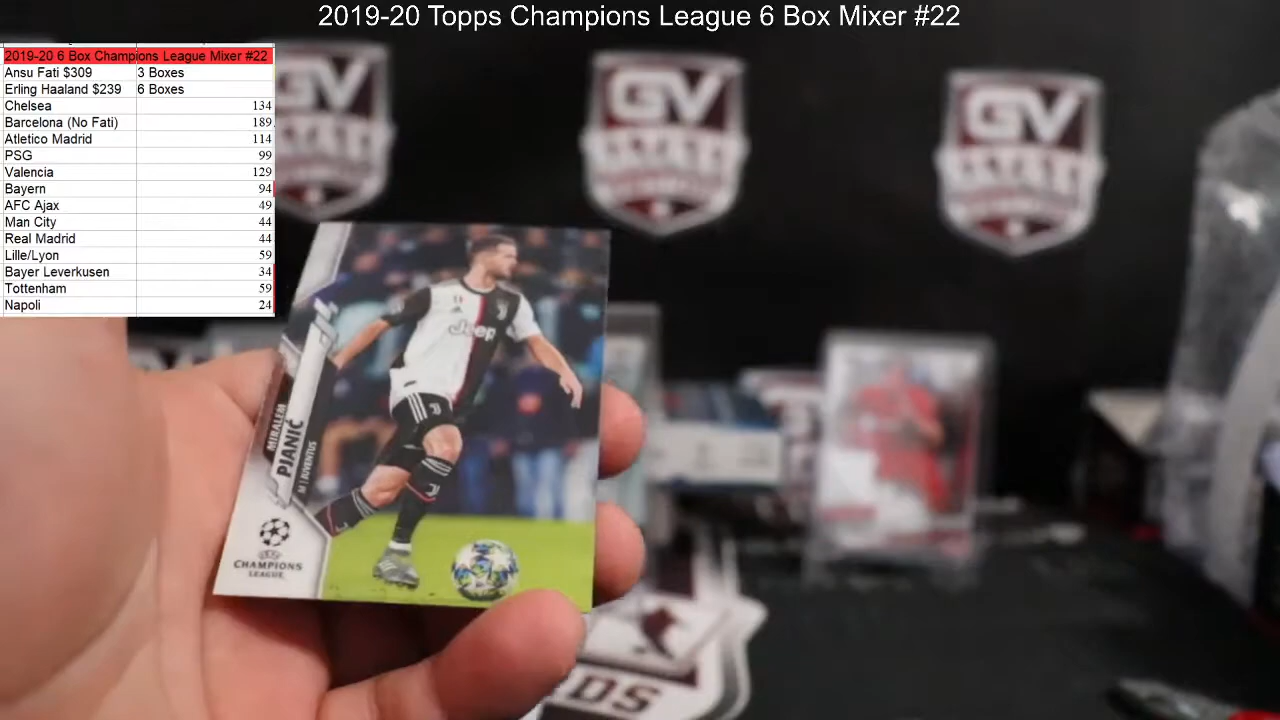 2019-20 Topps Champions League 6 Box Mixer #22
2019-20 6 Box Champions League Mixer #22
Ansu Fati $309 3 Boxes
Erling Haaland $239 6 Boxes
Chelsea 134
Barcelona (No Fati) 189
Atletico Madrid 114
PSG 99
Valencia 129
Bayern 94
AFC Ajax 49
Man City 44
Real Madrid 44
Lille/Lyon 59
Bayer Leverkusen 34
Tottenham 59
Napoli 24
GV
GV
GV
Jeep
MIRALEM
PJANIĆ
M | JUVENTUS
UEFA
CHAMPIONS
LEAGUE
RDS